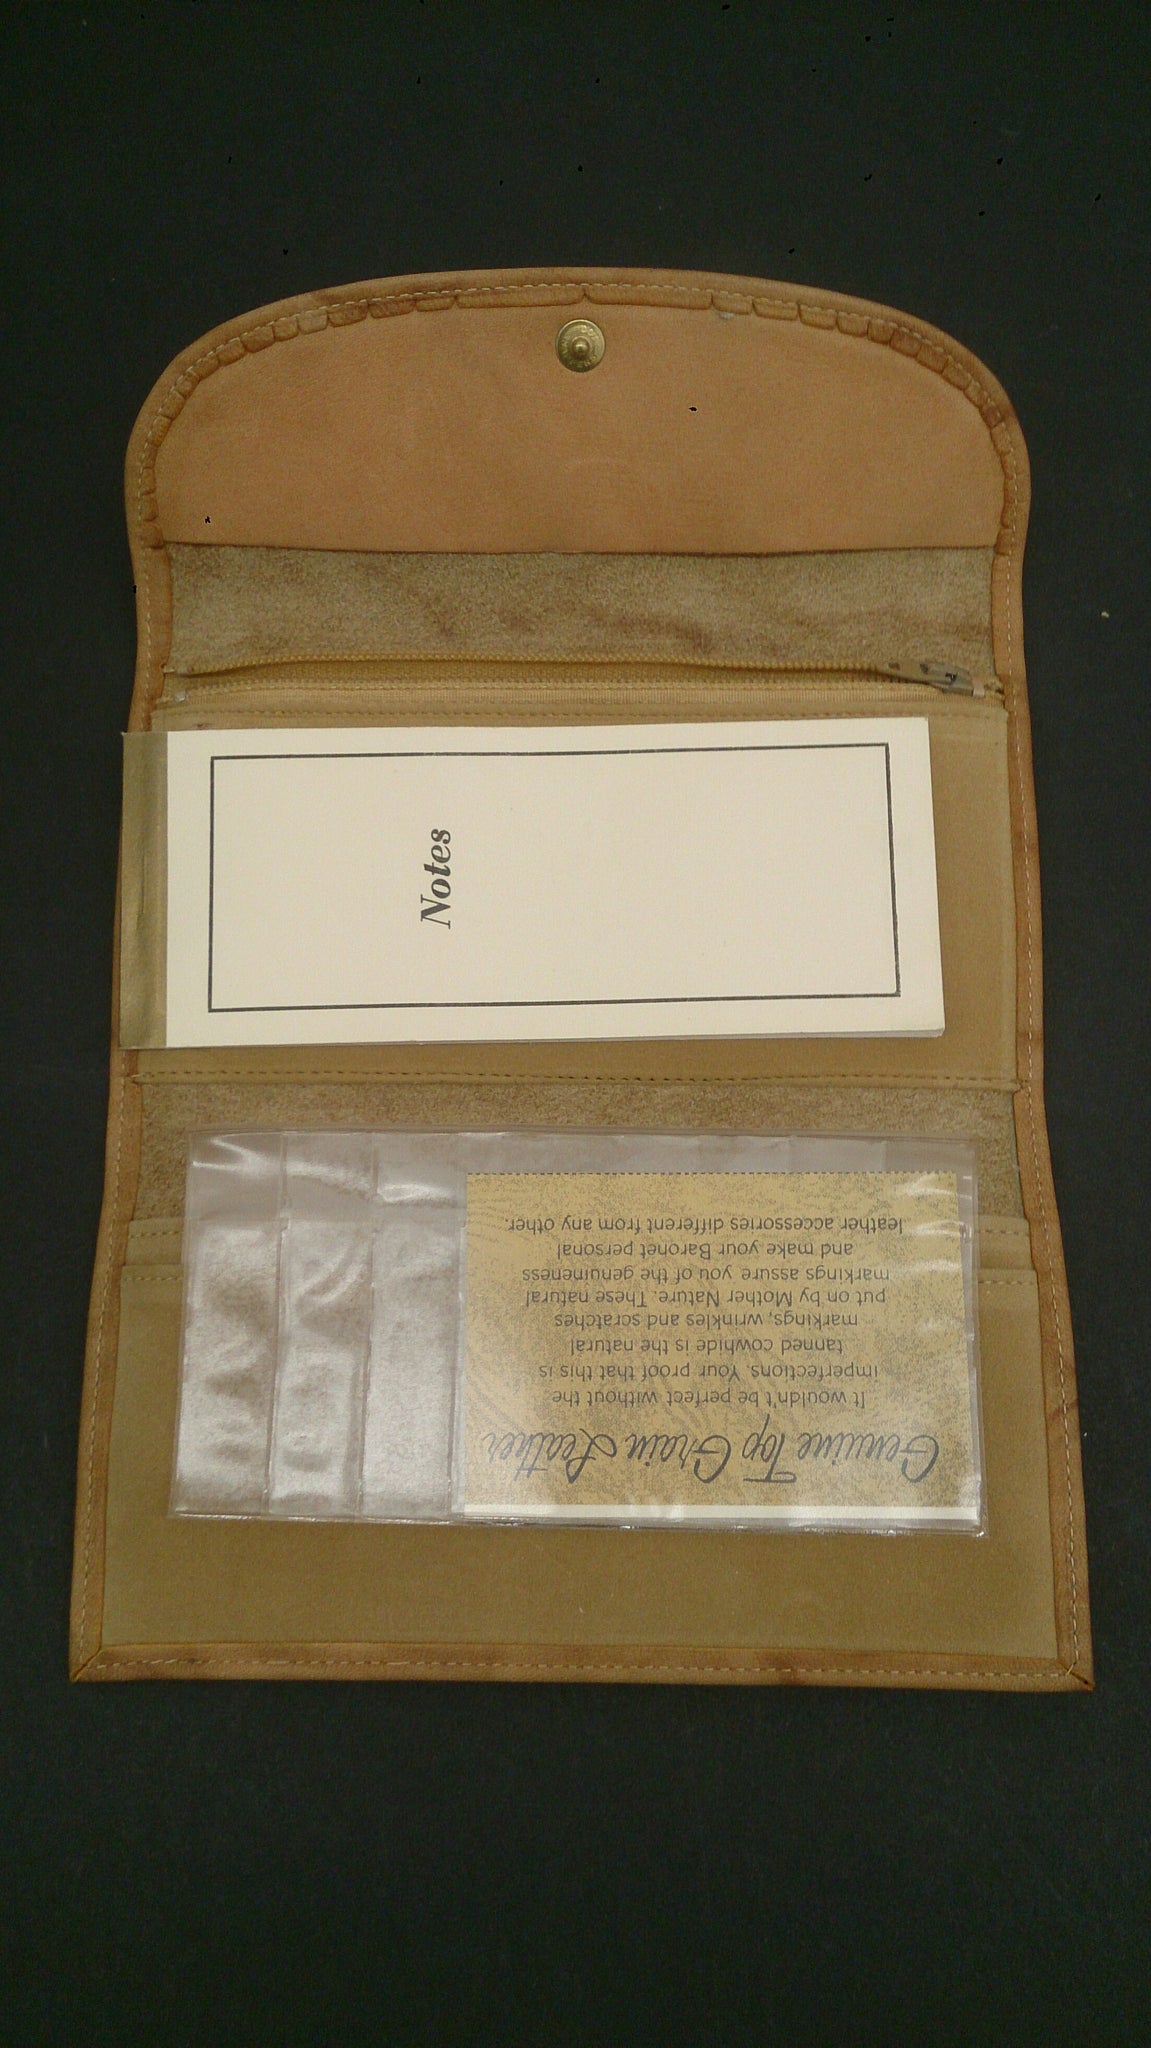 Notes
Genuine Top Grain Leather
It wouldn't be perfect without the
imperfections. Your proof that this is
tanned cowhide is the natural
markings, wrinkles and scratches
put on by Mother Nature. These natural
markings assure you of the genuineness
and make your Baronet personal
leather accessories different from any other.